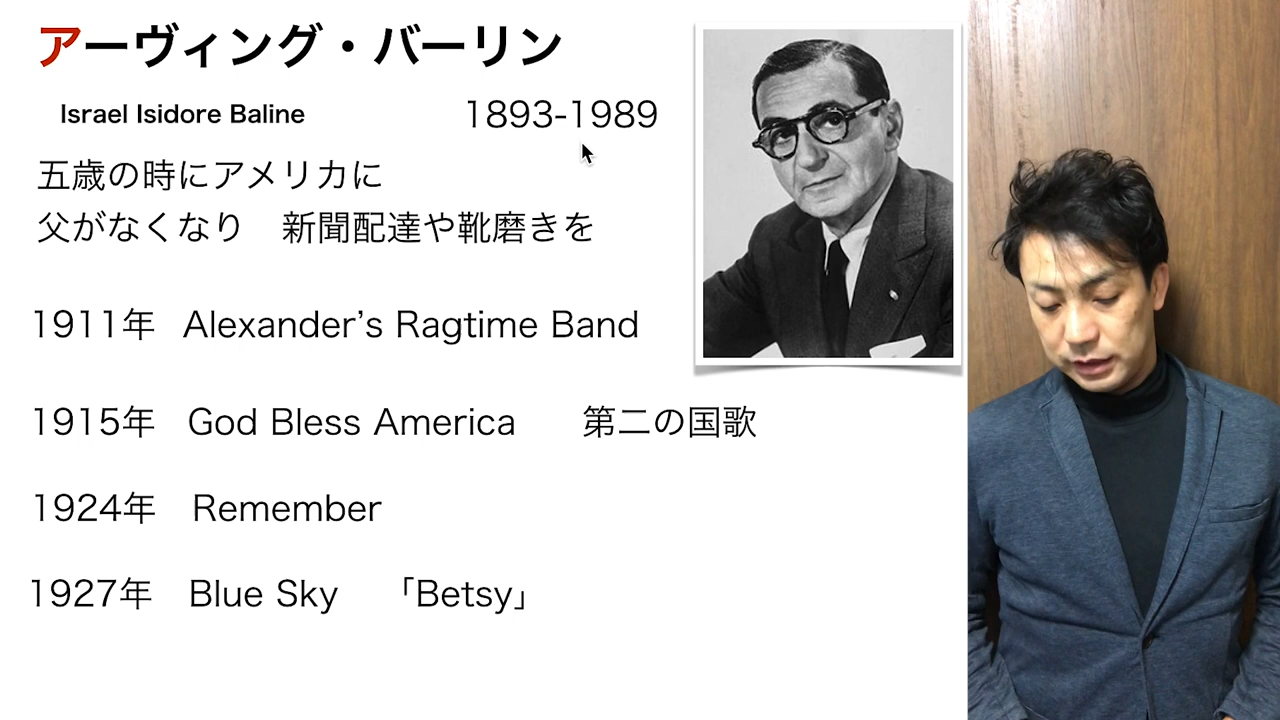 アーヴィング・バーリン
Israel Isidore Baline 1893-1989
五歳の時にアメリカに
父がなくなり 新聞配達や靴磨きを
1911年 Alexander’s Ragtime Band
1915年 God Bless America 第二の国歌
1924年 Remember
1927年 Blue Sky 「Betsy」